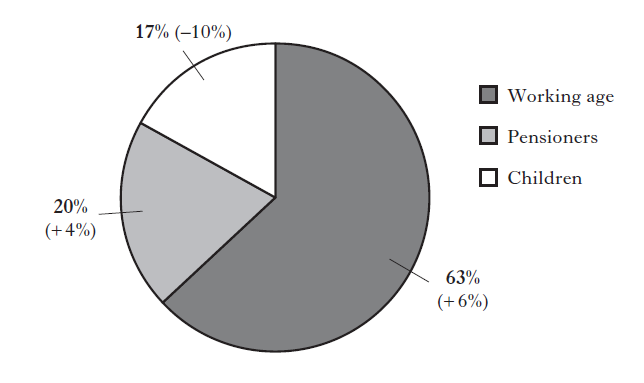 17% (–10%)
Working age
Pensioners
Children
20%
(+4%)
63%
(+6%)